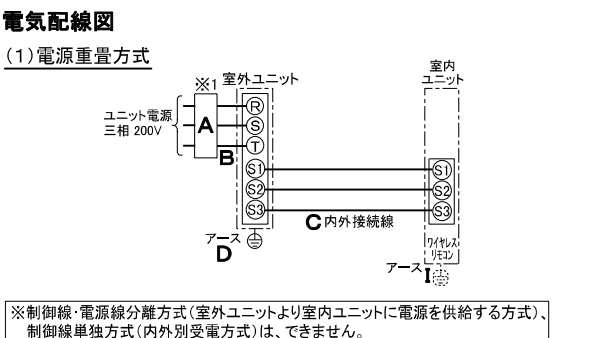 電気配線図
(1)電源重畳方式
※1
室外ユニット
室内
ユニット
ユニット電源
三相 200V
A
B
R
S
T
S1
S2
S3
S1
S2
S3
C 内外接続線
アース
D
ワイヤレス
リモコン
アース
I
※制御線・電源線分離方式(室外ユニットより室内ユニットに電源を供給する方式)、
制御線単独方式(内外別受電方式)は、できません。